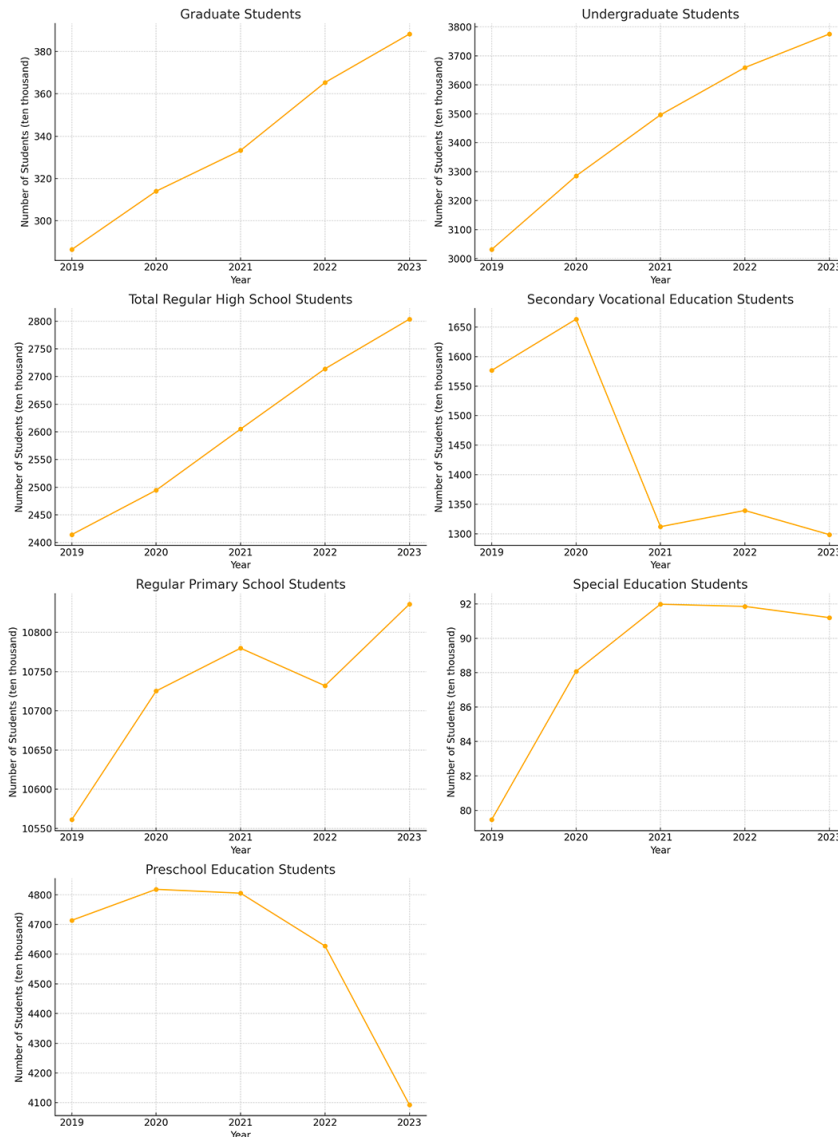 Graduate Students
Number of Students (ten thousand)
380
360
340
320
300
2019 2020 2021 2022 2023
Year
Undergraduate Students
Number of Students (ten thousand)
3800
3700
3600
3500
3400
3300
3200
3100
3000
2019 2020 2021 2022 2023
Year
Total Regular High School Students
Number of Students (ten thousand)
2800
2750
2700
2650
2600
2550
2500
2450
2400
2019 2020 2021 2022 2023
Year
Secondary Vocational Education Students
Number of Students (ten thousand)
1650
1600
1550
1500
1450
1400
1350
1300
2019 2020 2021 2022 2023
Year
Regular Primary School Students
Number of Students (ten thousand)
10800
10750
10700
10650
10600
10550
2019 2020 2021 2022 2023
Year
Special Education Students
Number of Students (ten thousand)
92
90
88
86
84
82
80
2019 2020 2021 2022 2023
Year
Preschool Education Students
Number of Students (ten thousand)
4800
4700
4600
4500
4400
4300
4200
4100
2019 2020 2021 2022 2023
Year